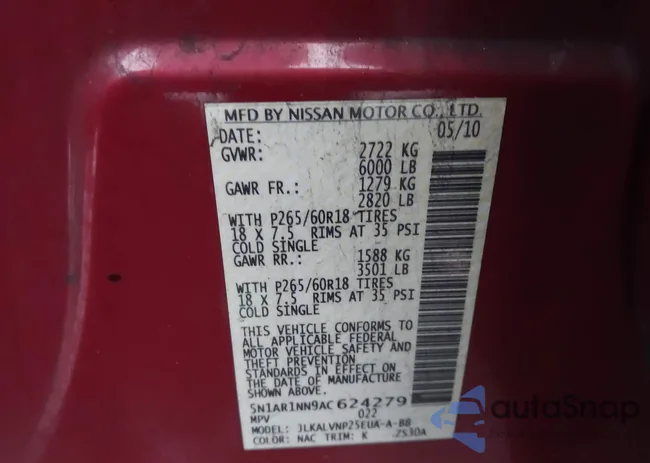 MFD BY NISSAN MOTOR CO., LTD.
DATE: 05/10
GVWR: 2722 KG
6000 LB
GAWR FR.: 1279 KG
2820 LB
WITH P265/60R18 TIRES
18 X 7.5 RIMS AT 35 PSI
COLD SINGLE
GAWR RR.: 1588 KG
3501 LB
WITH P265/60R18 TIRES
18 X 7.5 RIMS AT 35 PSI
COLD SINGLE
THIS VEHICLE CONFORMS TO
ALL APPLICABLE FEDERAL
MOTOR VEHICLE SAFETY AND
THEFT PREVENTION
STANDARDS IN EFFECT ON
THE DATE OF MANUFACTURE
SHOWN ABOVE.
5N1AR1NN9AC624279
MPV 022
MODEL: JLKALVNP25EUA-A-BB
COLOR: NAC TRIM: K .ZS30A
autoSnap